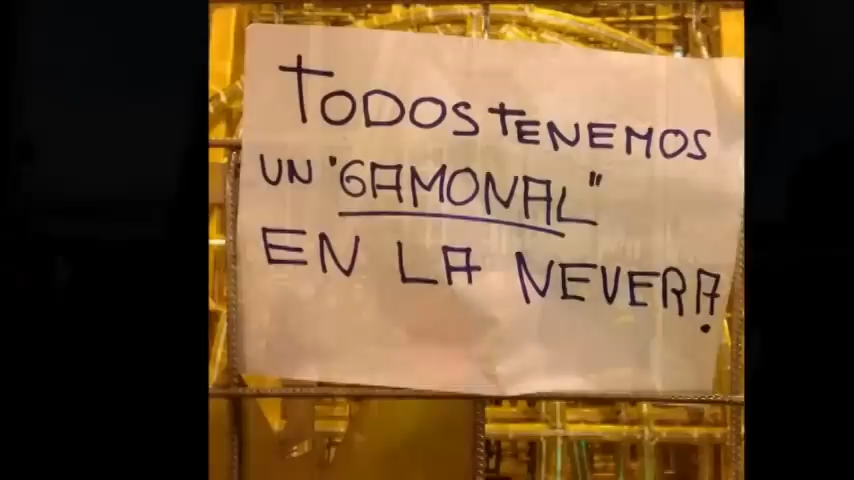 TODOS TENEMOS
UN "GAMONAL"
EN LA NEVERA.